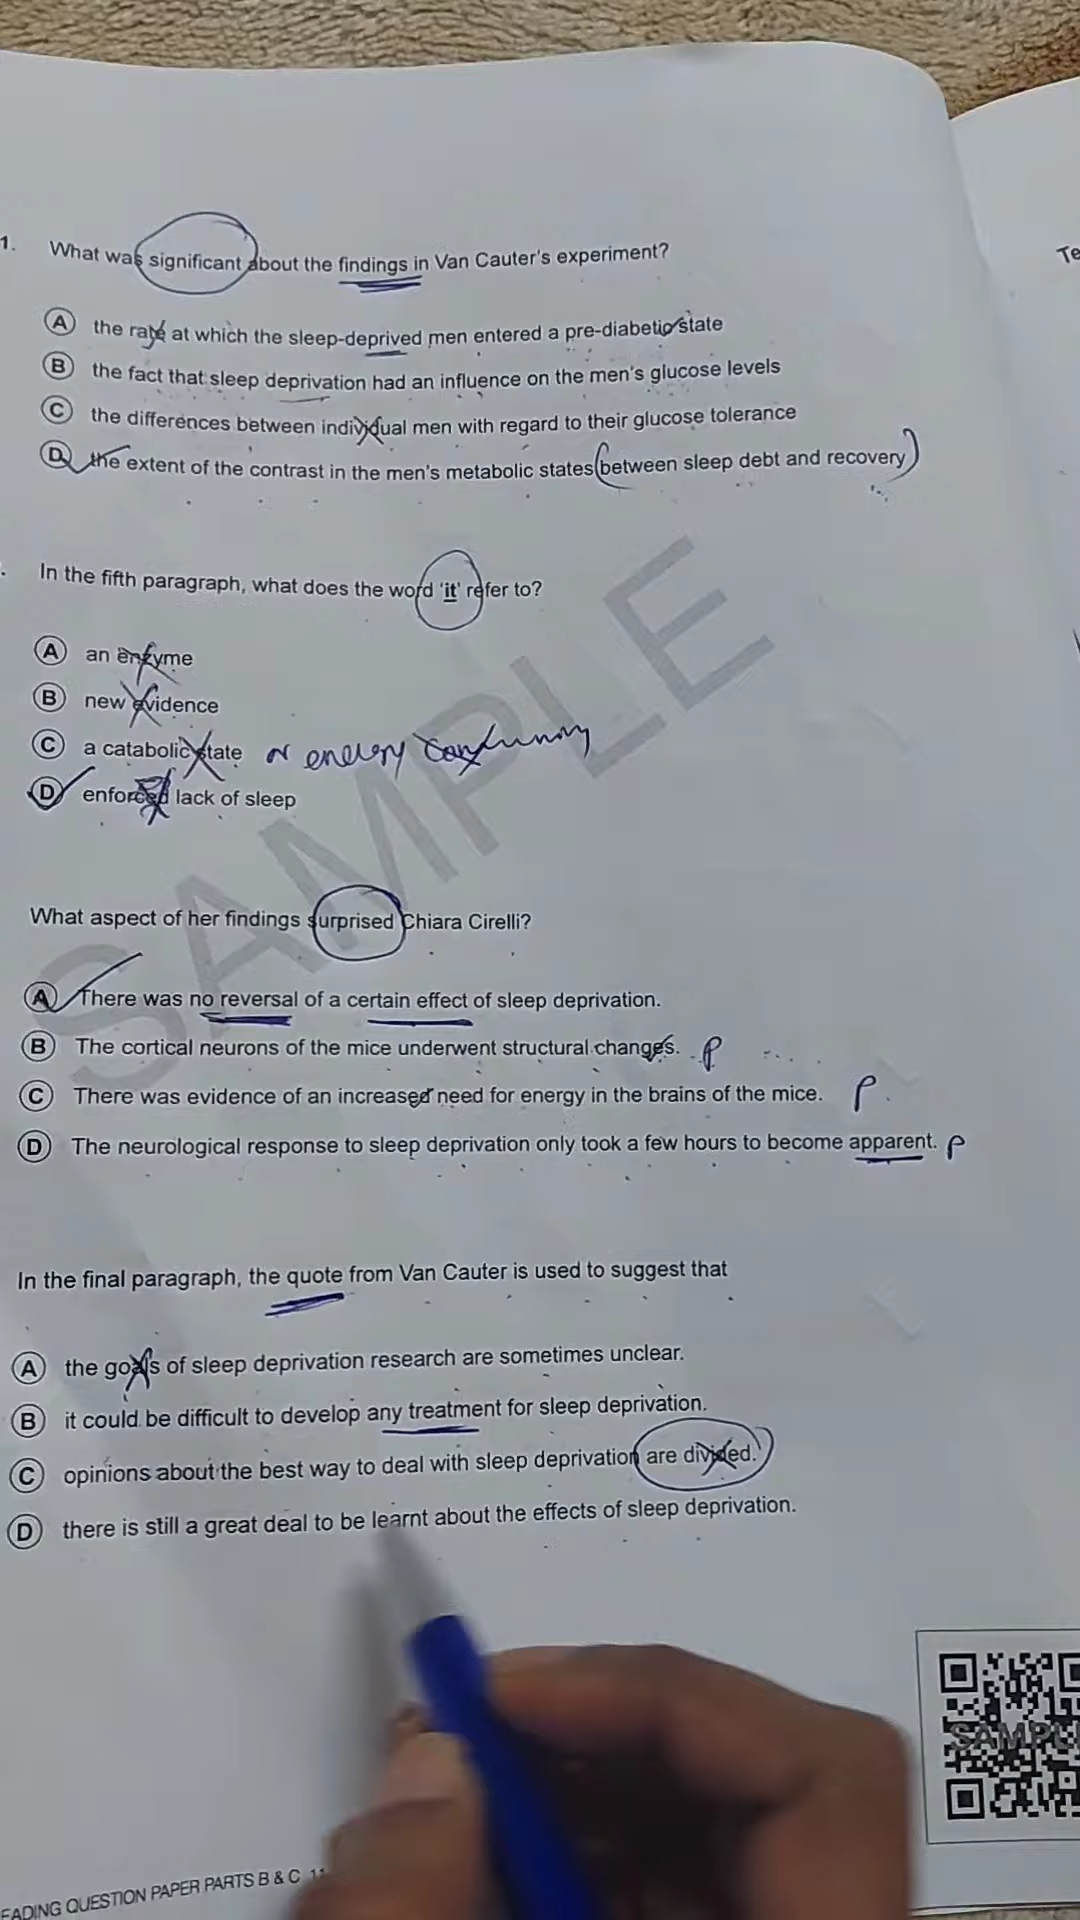 1. What was significant about the findings in Van Cauter's experiment?
Te
A the rate at which the sleep-deprived men entered a pre-diabetic state
B the fact that sleep deprivation had an influence on the men's glucose levels
C the differences between individual men with regard to their glucose tolerance
D the extent of the contrast in the men's metabolic states between sleep debt and recovery
In the fifth paragraph, what does the word 'it' refer to?
A an enzyme
B new evidence
C a catabolic state energy
D enforced lack of sleep
What aspect of her findings surprised Chiara Cirelli?
A There was no reversal of a certain effect of sleep deprivation.
B The cortical neurons of the mice underwent structural changes. P
C There was evidence of an increased need for energy in the brains of the mice. P
D The neurological response to sleep deprivation only took a few hours to become apparent. P
SAMPLE
In the final paragraph, the quote from Van Cauter is used to suggest that
A the goals of sleep deprivation research are sometimes unclear.
B it could be difficult to develop any treatment for sleep deprivation.
C opinions about the best way to deal with sleep deprivation are divided.
D there is still a great deal to be learnt about the effects of sleep deprivation.
SAMPL
EADING QUESTION PAPER PARTS B & C 11